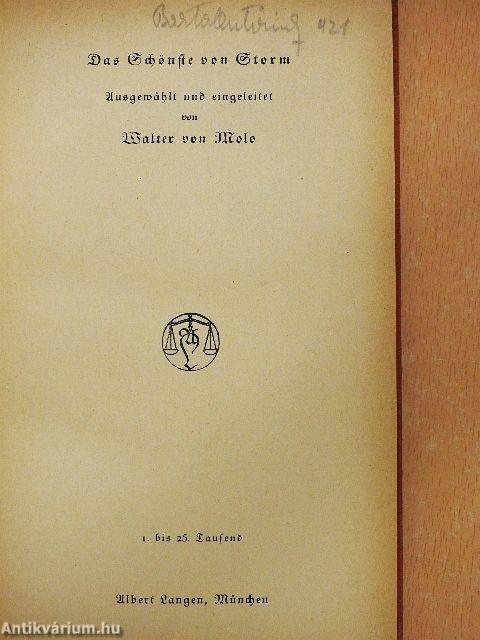 421
Das Schönste von Storm
Ausgewählt und eingeleitet
von
Walter von Molo
1. bis 25. Tausend
Albert Langen, München
Antikvárium.hu